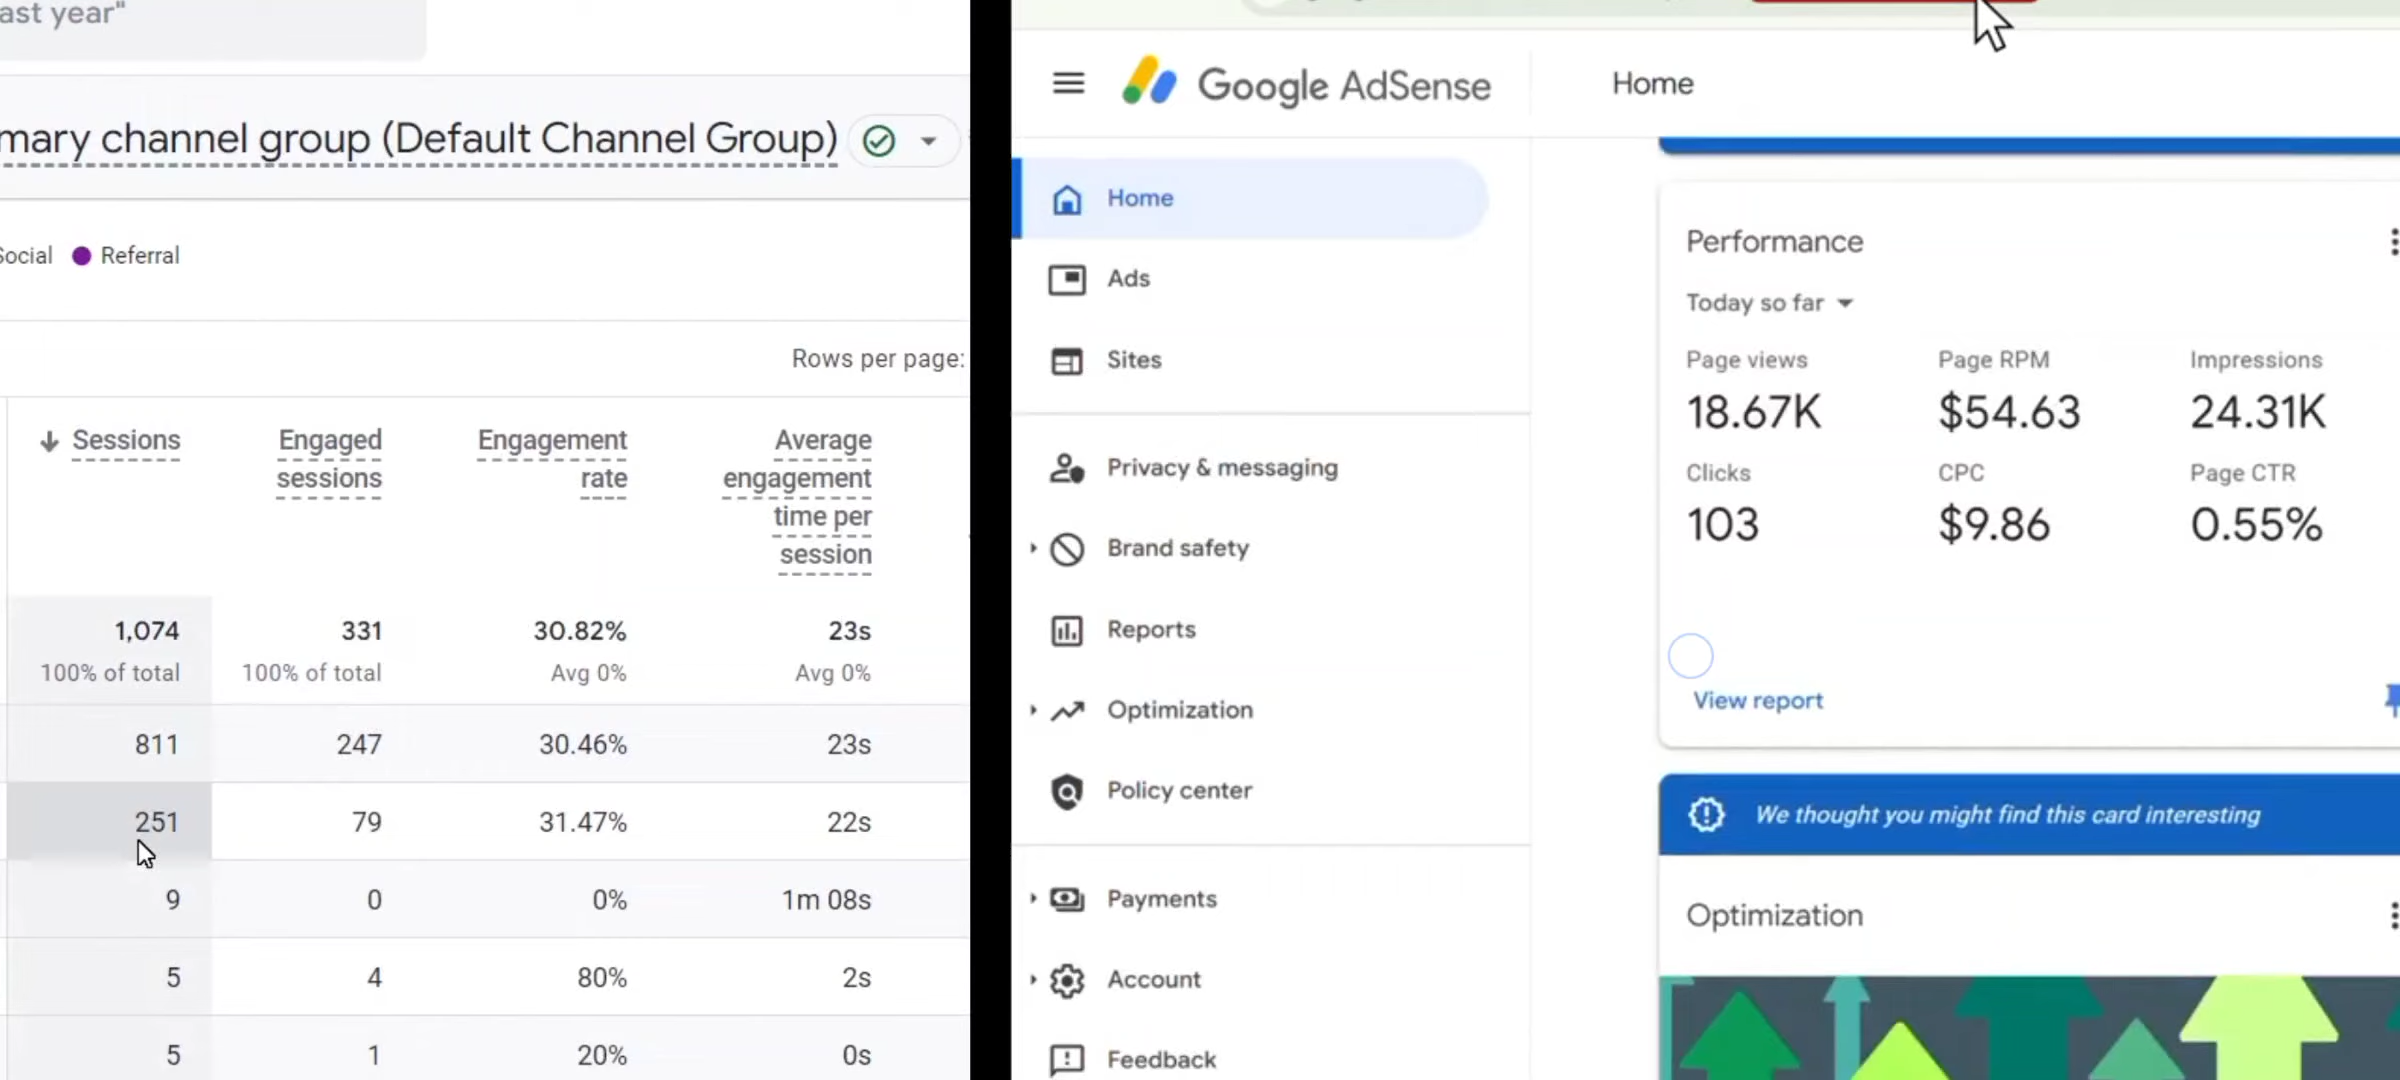 ast year"
mary channel group (Default Channel Group)
Social Referral
Rows per page:
Sessions Engaged sessions Engagement rate Average engagement time per session
1,074 331 30.82% 23s
100% of total 100% of total Avg 0% Avg 0%
811 247 30.46% 23s
251 79 31.47% 22s
9 0 0% 1m 08s
5 4 80% 2s
5 1 20% 0s
Google AdSense
Home
Home
Ads
Sites
Privacy & messaging
Brand safety
Reports
Optimization
Policy center
Payments
Account
Feedback
Performance
Today so far
Page views Page RPM Impressions
18.67K $54.63 24.31K
Clicks CPC Page CTR
103 $9.86 0.55%
View report
We thought you might find this card interesting
Optimization